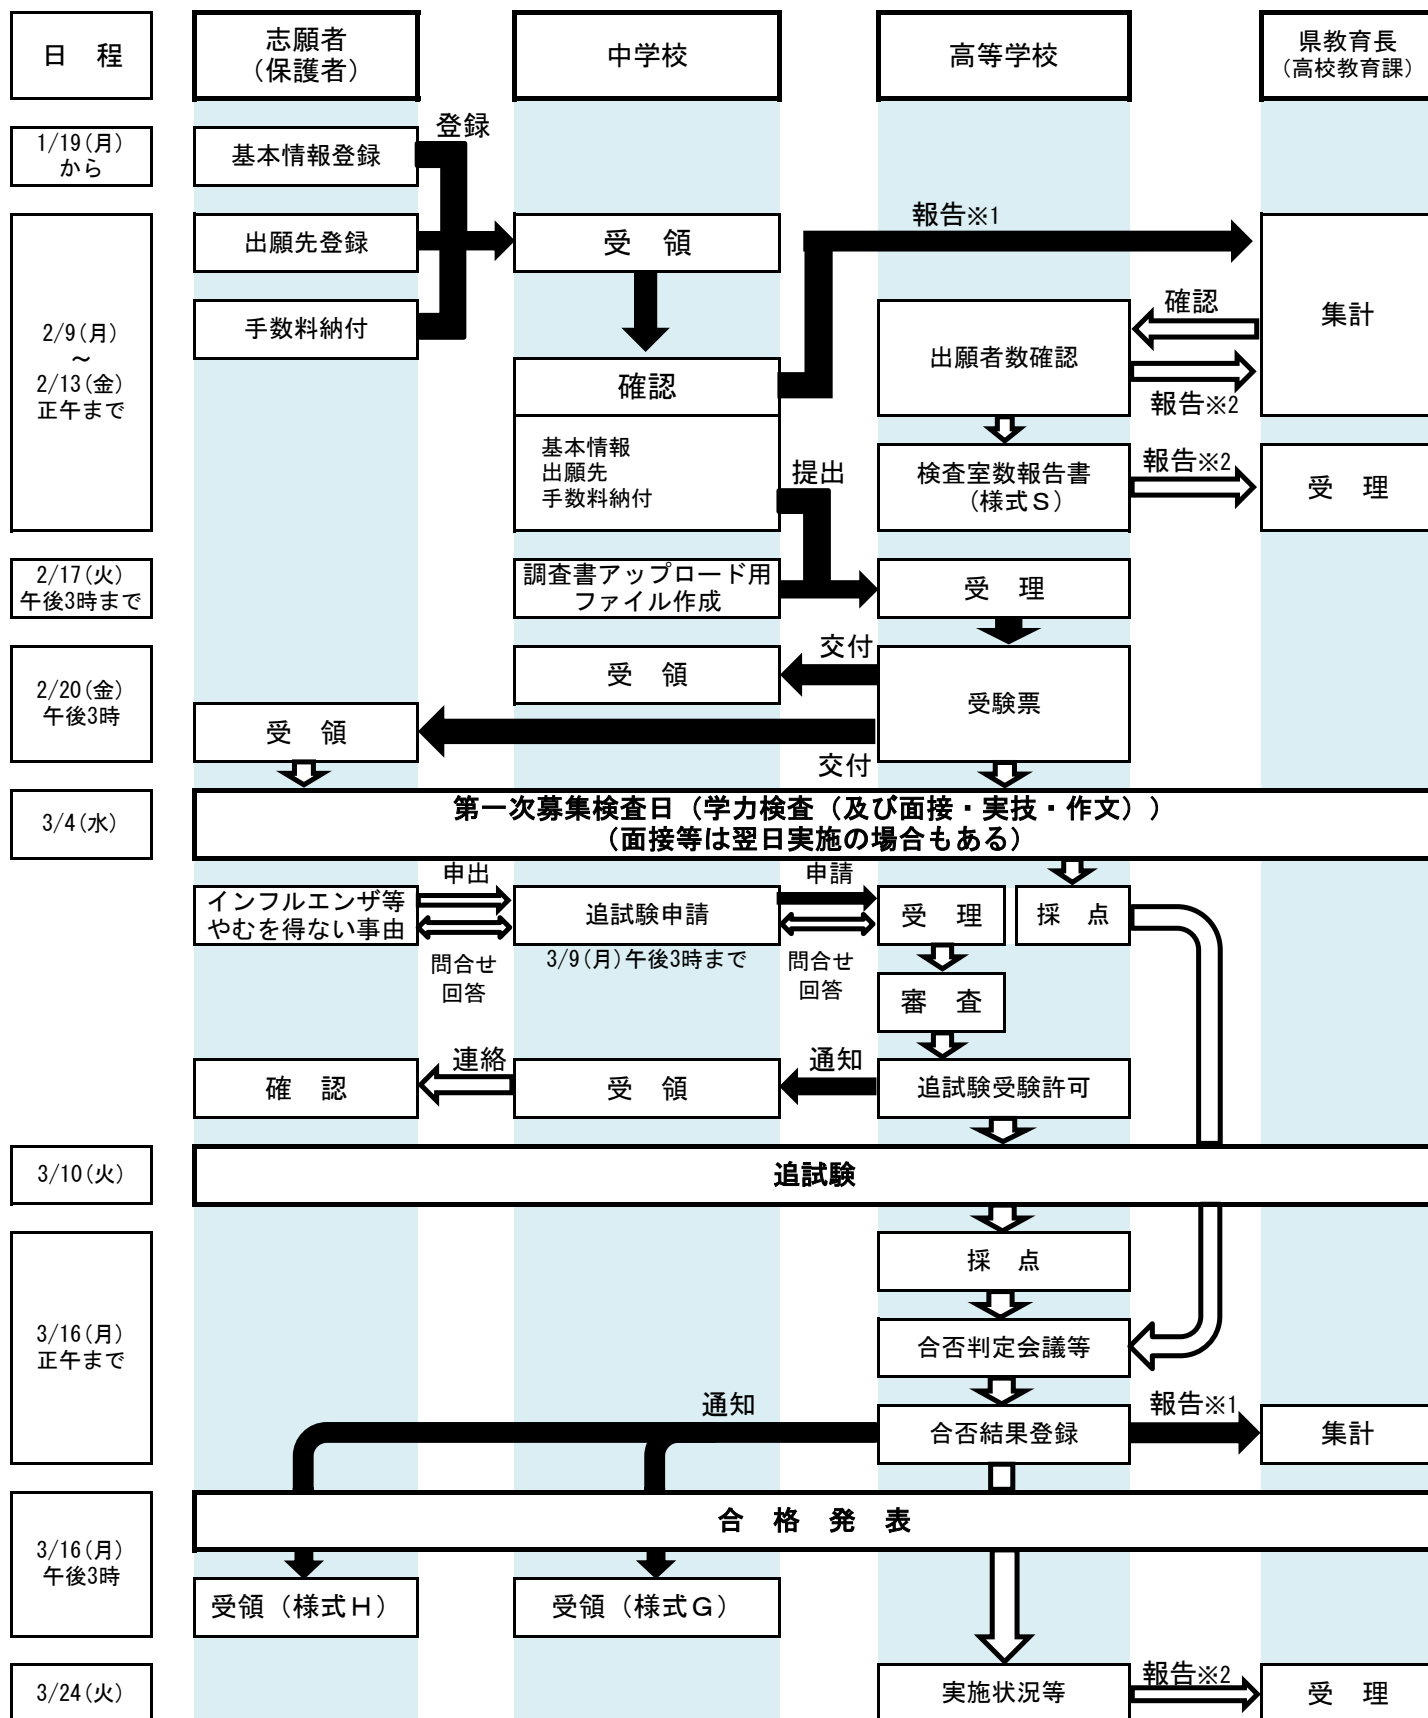 日　程
志願者
（保護者）
中学校
高等学校
県教育長
（高校教育課）
1/19(月)
から
基本情報登録
登録
2/9(月)
～
2/13(金)
正午まで
出願先登録
受　領
報告※1
集計
手数料納付
確認
出願者数確認
報告※2
確認
基本情報
出願先
手数料納付
提出
検査室数報告書
（様式Ｓ）
報告※2
受　理
2/17(火)
午後3時まで
調査書アップロード用
ファイル作成
受　理
2/20(金)
午後3時
受　領
交付
受験票
受　領
交付
3/4(水)
第一次募集検査日（学力検査（及び面接・実技・作文））
（面接等は翌日実施の場合もある）
インフルエンザ等
やむを得ない事由
申出
問合せ
回答
追試験申請
3/9(月)午後3時まで
申請
問合せ
回答
受　理
採　点
審　査
確　認
連絡
受　領
通知
追試験受験許可
3/10(火)
追試験
3/16(月)
正午まで
採　点
合否判定会議等
通知
合否結果登録
報告※1
集計
3/16(月)
午後3時
合　格　発　表
受領（様式Ｈ）
受領（様式Ｇ）
3/24(火)
実施状況等
報告※2
受　理